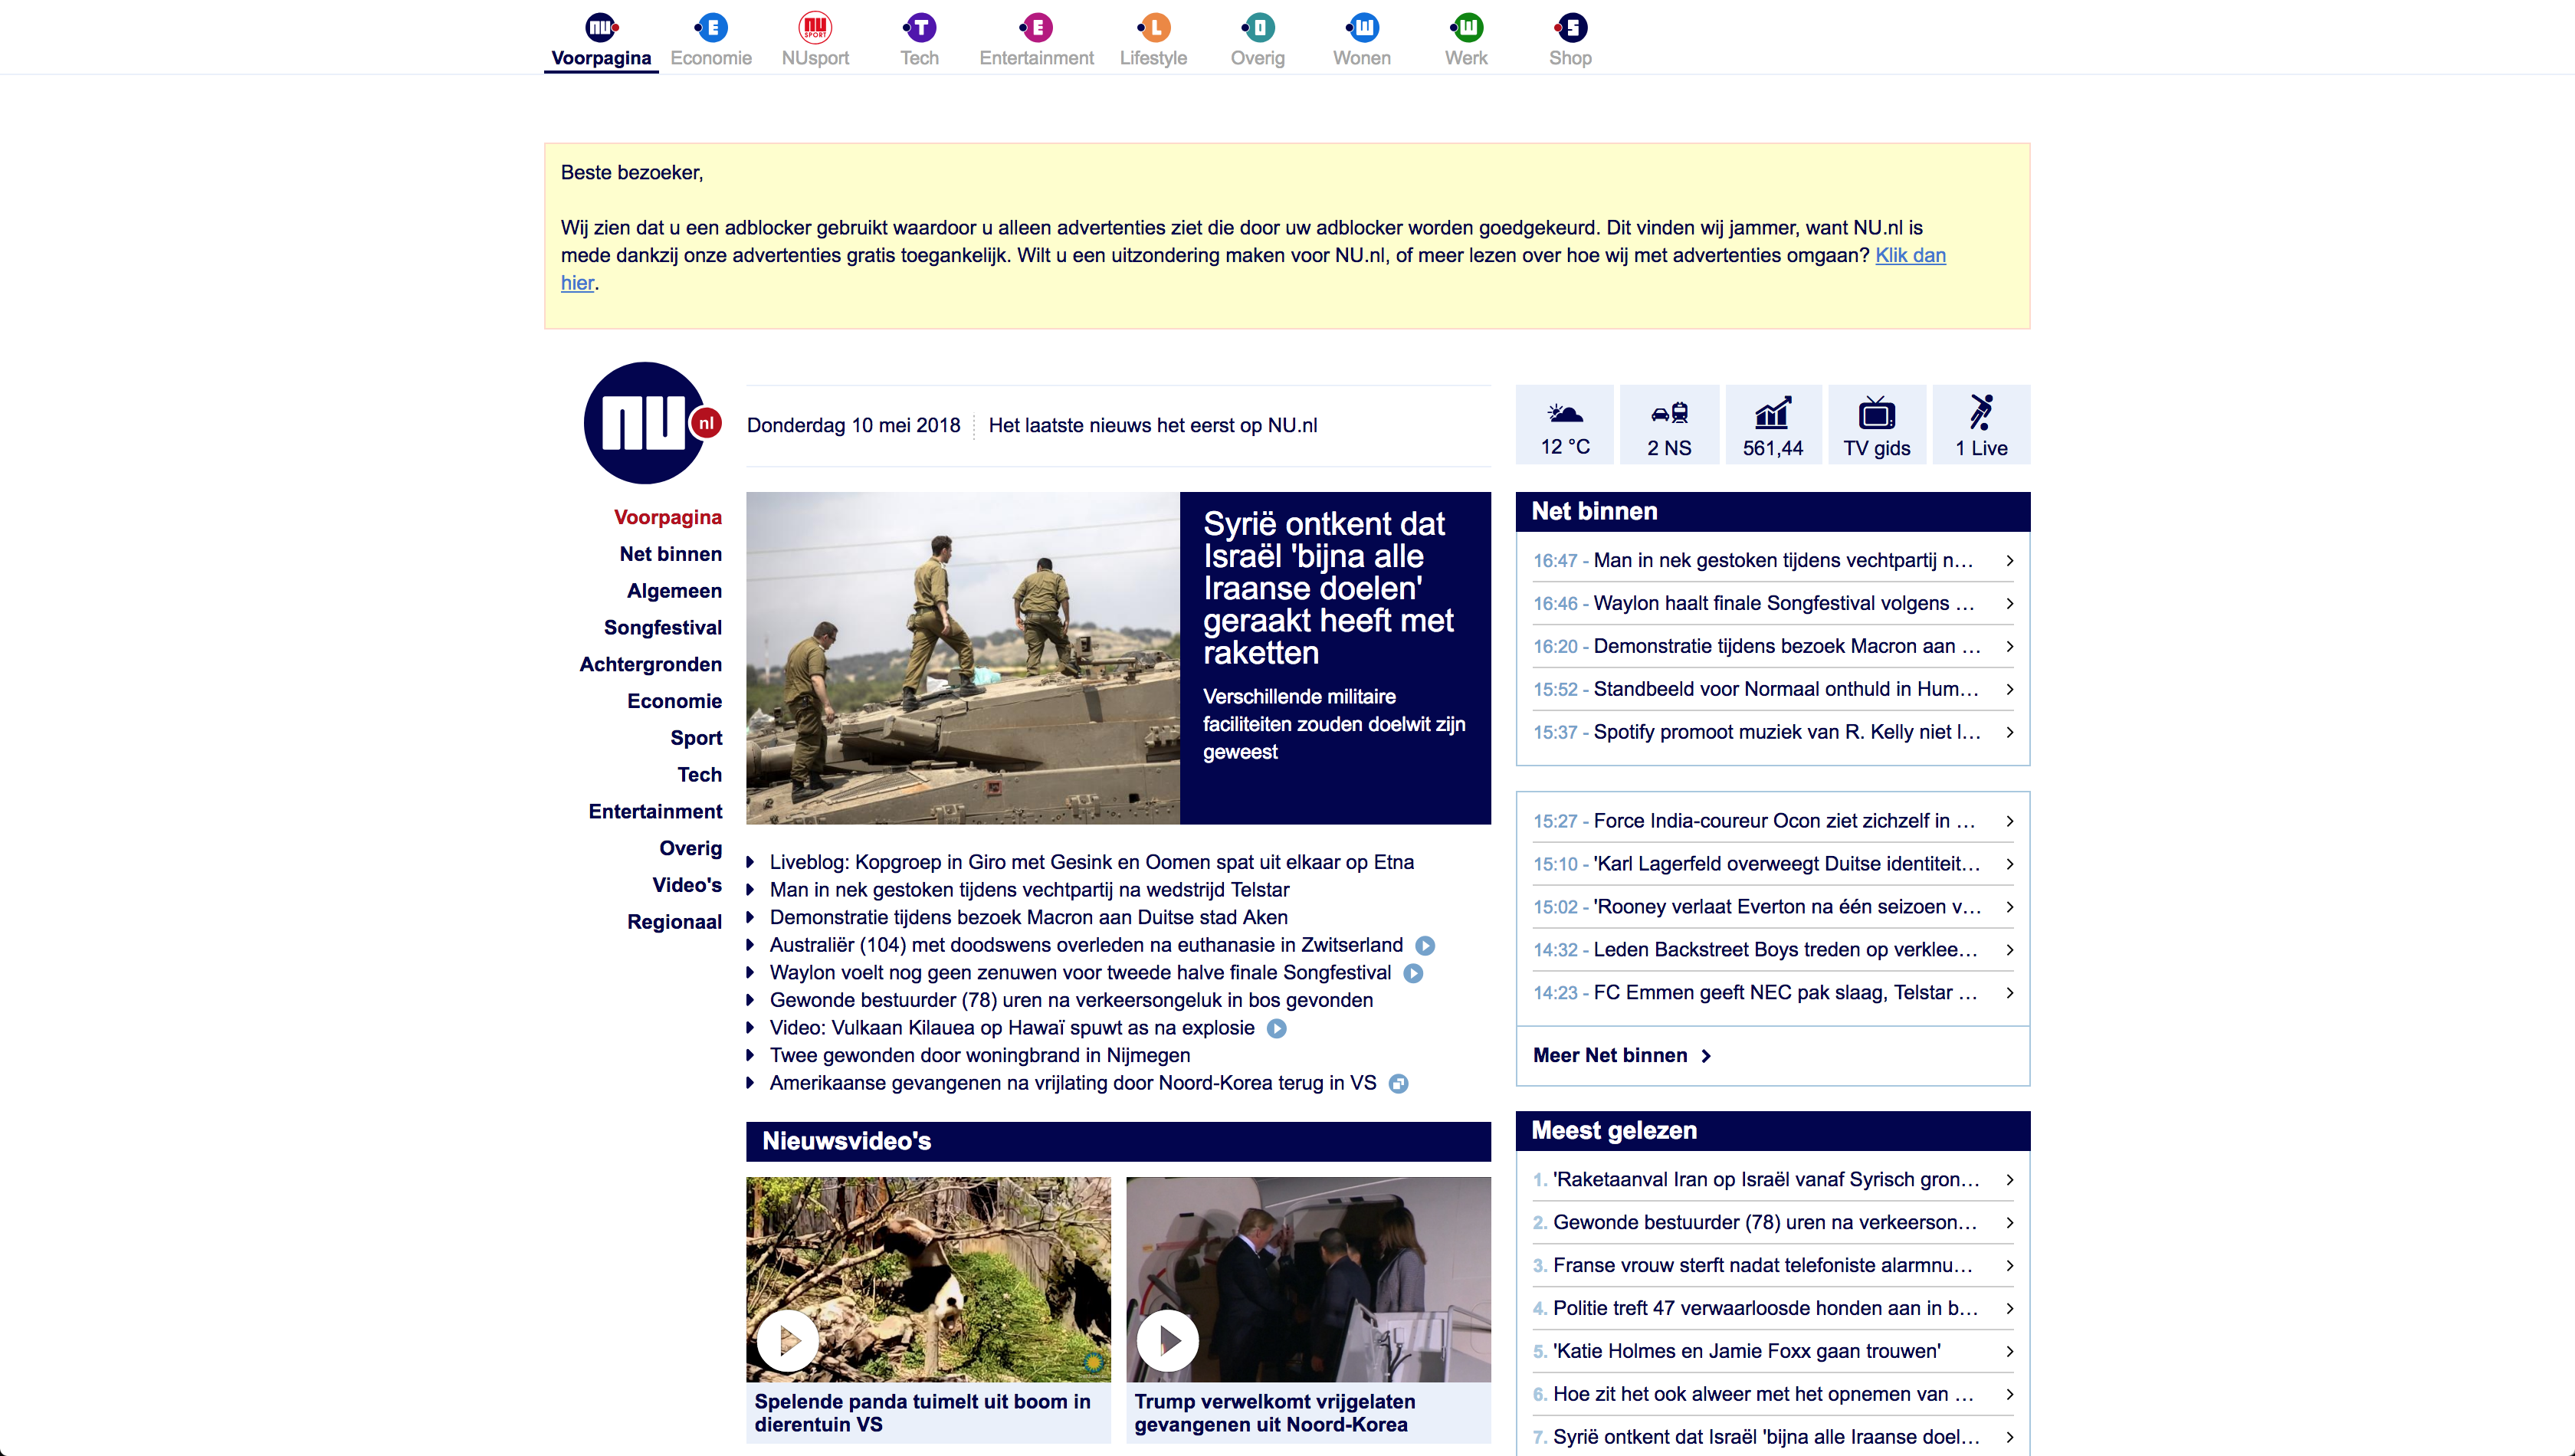 Voorpagina
Economie
NUsport
Tech
Entertainment
Lifestyle
Overig
Wonen
Werk
Shop
Beste bezoeker,
Wij zien dat u een adblocker gebruikt waardoor u alleen advertenties ziet die door uw adblocker worden goedgekeurd. Dit vinden wij jammer, want NU.nl is
mede dankzij onze advertenties gratis toegankelijk. Wilt u een uitzondering maken voor NU.nl, of meer lezen over hoe wij met advertenties omgaan? Klik dan
hier.
NU nl
Donderdag 10 mei 2018
Het laatste nieuws het eerst op NU.nl
12 °C
2 NS
561,44
TV gids
1 Live
Voorpagina
Net binnen
Algemeen
Songfestival
Achtergronden
Economie
Sport
Tech
Entertainment
Overig
Video's
Regionaal
Syrië ontkent dat
Israël 'bijna alle
Iraanse doelen'
geraakt heeft met
raketten
Verschillende militaire
faciliteiten zouden doelwit zijn
geweest
Liveblog: Kopgroep in Giro met Gesink en Oomen spat uit elkaar op Etna
Man in nek gestoken tijdens vechtpartij na wedstrijd Telstar
Demonstratie tijdens bezoek Macron aan Duitse stad Aken
Australiër (104) met doodswens overleden na euthanasie in Zwitserland
Waylon voelt nog geen zenuwen voor tweede halve finale Songfestival
Gewonde bestuurder (78) uren na verkeersongeluk in bos gevonden
Video: Vulkaan Kilauea op Hawaï spuwt as na explosie
Twee gewonden door woningbrand in Nijmegen
Amerikaanse gevangenen na vrijlating door Noord-Korea terug in VS
Nieuwsvideo's
Spelende panda tuimelt uit boom in
dierentuin VS
Trump verwelkomt vrijgelaten
gevangenen uit Noord-Korea
Net binnen
16:47 - Man in nek gestoken tijdens vechtpartij n…
16:46 - Waylon haalt finale Songfestival volgens …
16:20 - Demonstratie tijdens bezoek Macron aan …
15:52 - Standbeeld voor Normaal onthuld in Hum…
15:37 - Spotify promoot muziek van R. Kelly niet l…
15:27 - Force India-coureur Ocon ziet zichzelf in …
15:10 - 'Karl Lagerfeld overweegt Duitse identiteit…
15:02 - 'Rooney verlaat Everton na één seizoen v…
14:32 - Leden Backstreet Boys treden op verklee…
14:23 - FC Emmen geeft NEC pak slaag, Telstar …
Meer Net binnen
Meest gelezen
1. 'Raketaanval Iran op Israël vanaf Syrisch gron…
2. Gewonde bestuurder (78) uren na verkeerson…
3. Franse vrouw sterft nadat telefoniste alarmnu…
4. Politie treft 47 verwaarloosde honden aan in b…
5. 'Katie Holmes en Jamie Foxx gaan trouwen'
6. Hoe zit het ook alweer met het opnemen van …
7. Syrië ontkent dat Israël 'bijna alle Iraanse doel…